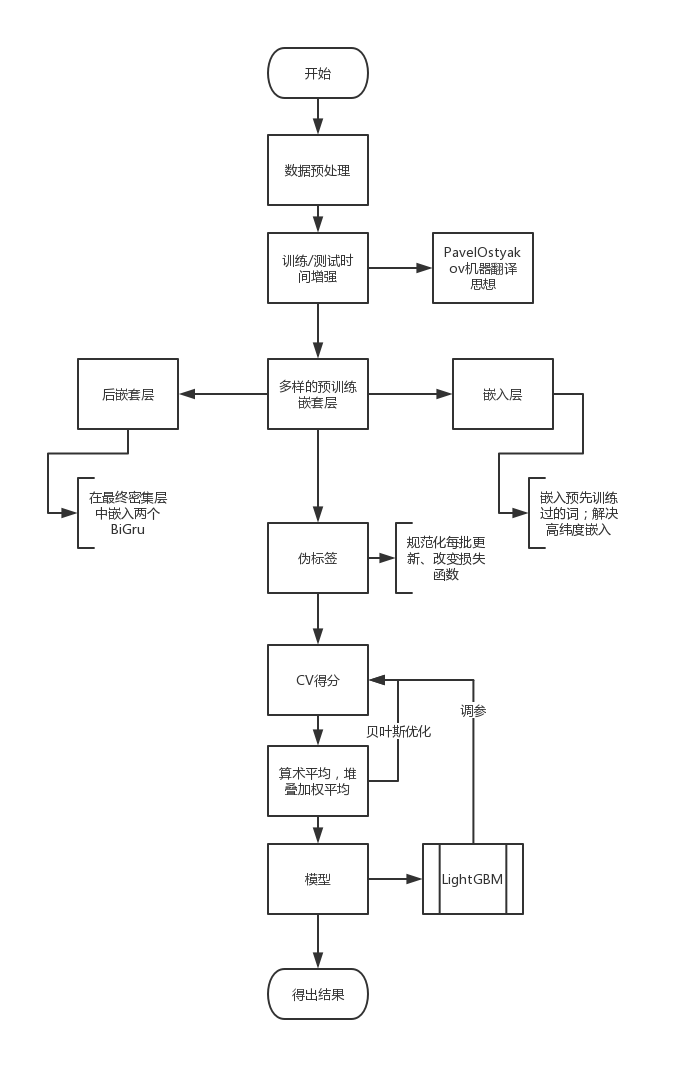 开始
数据预处理
训练/测试时
间增强
PavelOstyak
ov机器翻译
思想
后嵌套层
多样的预训练
嵌套层
嵌入层
在最终密集层
中嵌入两个
BiGru
嵌入预先训练
过的词；解决
高纬度嵌入
伪标签
规范化每批更
新、改变损失
函数
CV得分
调参
贝叶斯优化
算术平均，堆
叠加权平均
模型
LightGBM
得出结果